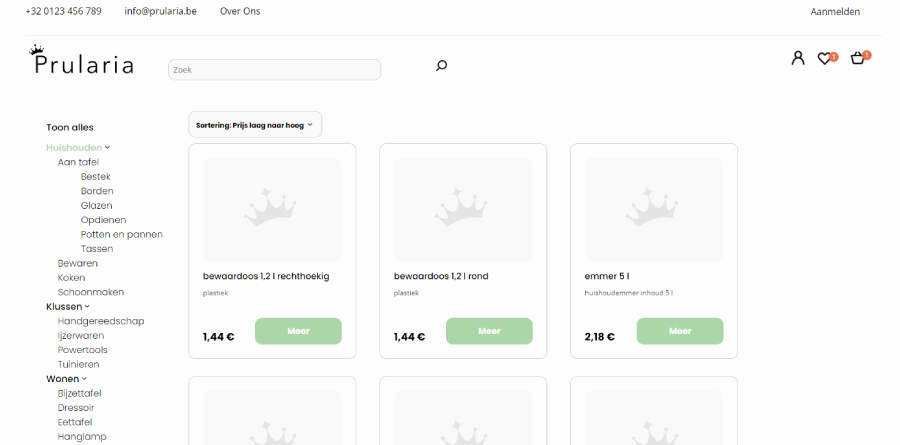 +32 0123 456 789 info@prularia.be Over Ons Aanmelden
Prularia Zoek 1 1
Toon alles
Huishouden
Aan tafel
Bestek
Borden
Glazen
Opdienen
Potten en pannen
Tassen
Bewaren
Koken
Schoonmaken
Klussen
Handgereedschap
Ijzerwaren
Powertools
Tuinieren
Wonen
Bijzettafel
Dressoir
Eettafel
Hanglamp
Sortering: Prijs laag naar hoog
bewaardoos 1,2 l rechthoekig
plastiek
1,44 € Meer
bewaardoos 1,2 l rond
plastiek
1,44 € Meer
emmer 5 l
huishoudemmer inhoud 5 l
2,18 € Meer